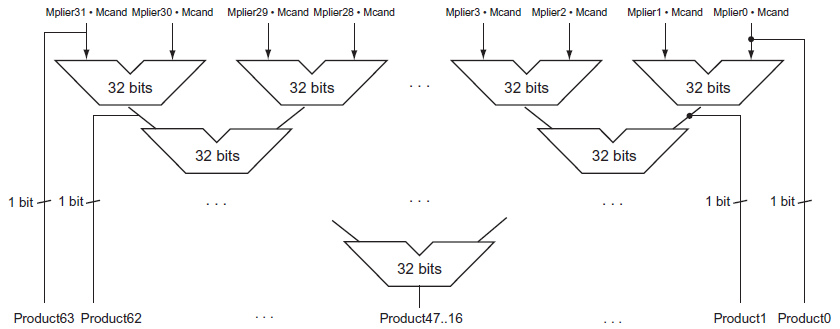 Mplier31 • Mcand Mplier30 • Mcand Mplier29 • Mcand Mplier28 • Mcand Mplier3 • Mcand Mplier2 • Mcand Mplier1 • Mcand Mplier0 • Mcand
32 bits 32 bits . . . 32 bits 32 bits
32 bits 32 bits
1 bit 1 bit . . . . . . . . . 1 bit 1 bit
32 bits
Product63 Product62 . . . Product47..16 . . . Product1 Product0